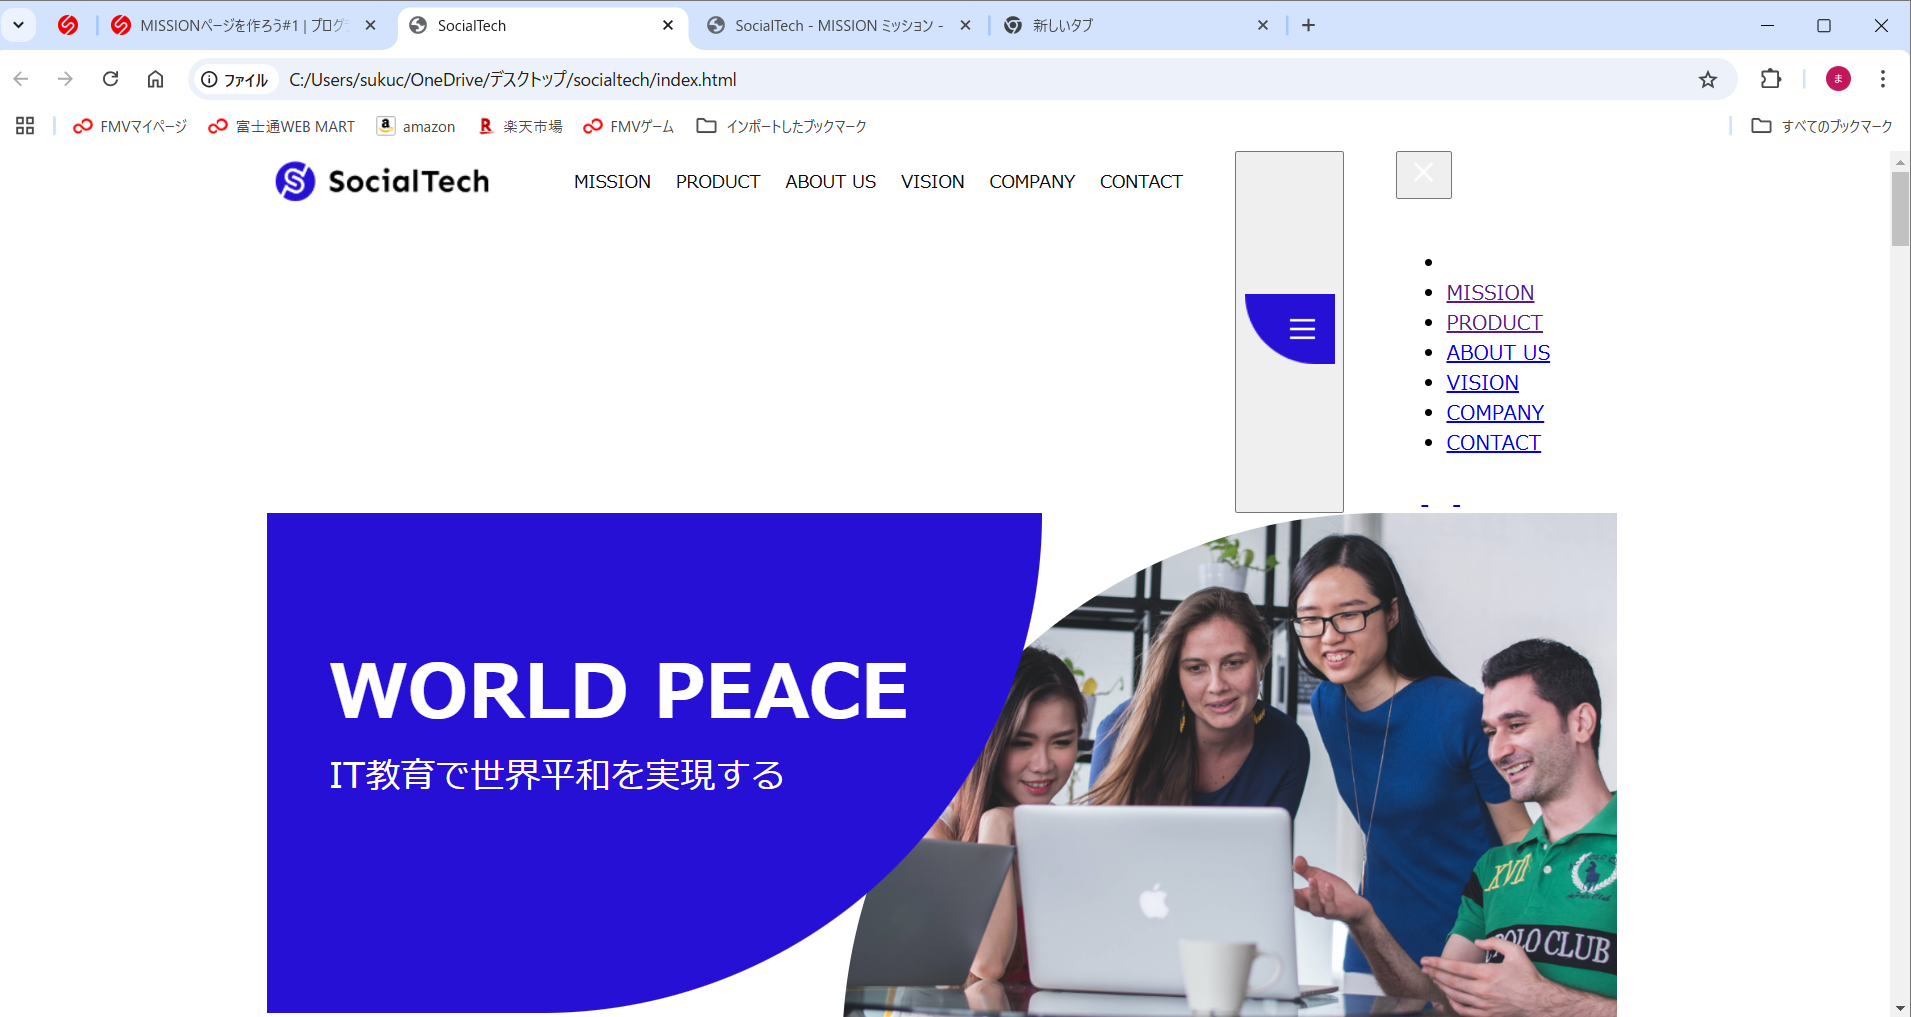 MISSIONページを作ろう#1 | プログラ
SocialTech
SocialTech - MISSION ミッション -
新しいタブ
ファイル
C:/Users/sukuc/OneDrive/デスクトップ/socialtech/index.html
ま
FMVマイページ
富士通WEB MART
amazon
楽天市場
FMVゲーム
インポートしたブックマーク
すべてのブックマーク
SocialTech
MISSION
PRODUCT
ABOUT US
VISION
COMPANY
CONTACT
MISSION
PRODUCT
ABOUT US
VISION
COMPANY
CONTACT
WORLD PEACE
IT教育で世界平和を実現する
XVII
POLO CLUB